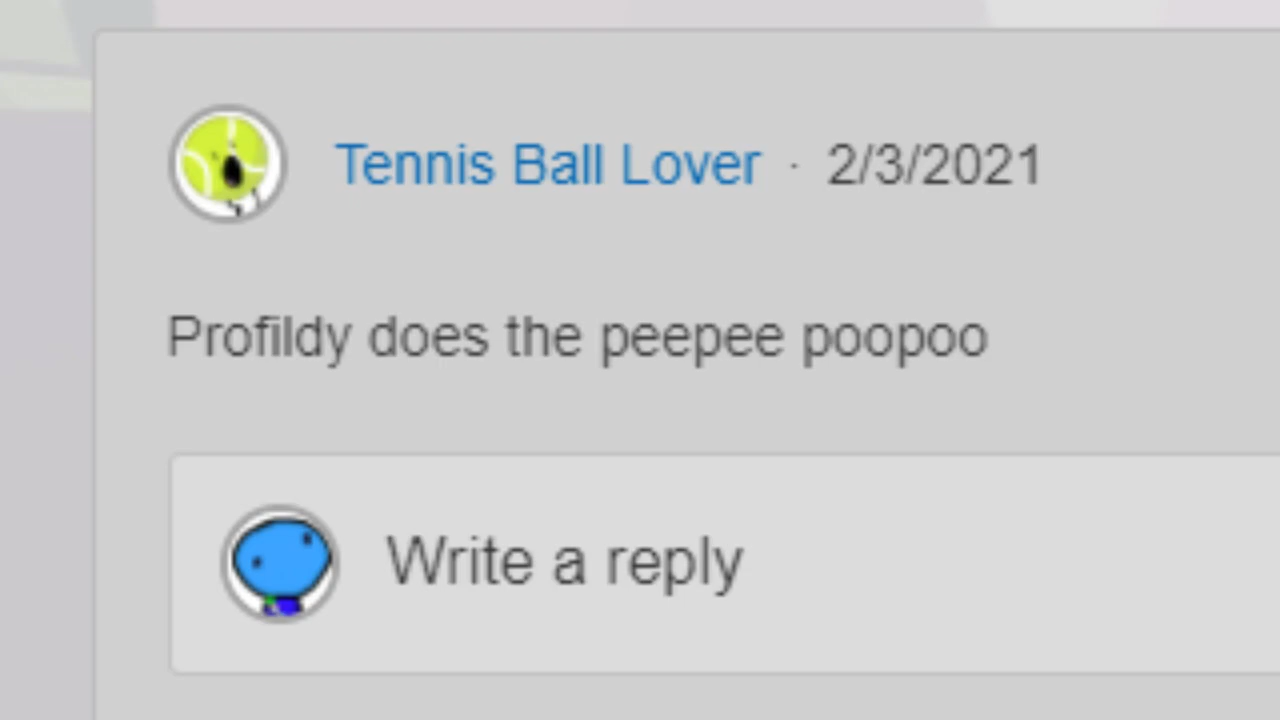 Tennis Ball Lover · 2/3/2021
Profildy does the peepee poopoo
Write a reply